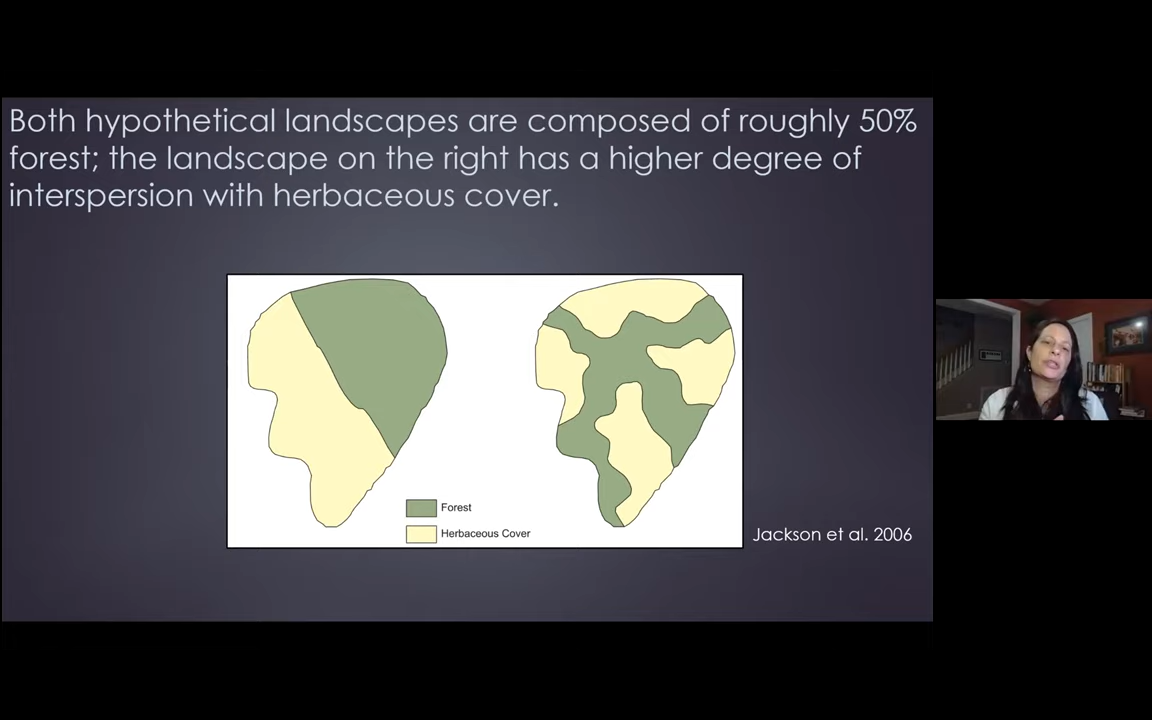 Both hypothetical landscapes are composed of roughly 50%
forest; the landscape on the right has a higher degree of
interspersion with herbaceous cover.
Forest
Herbaceous Cover
Jackson et al. 2006